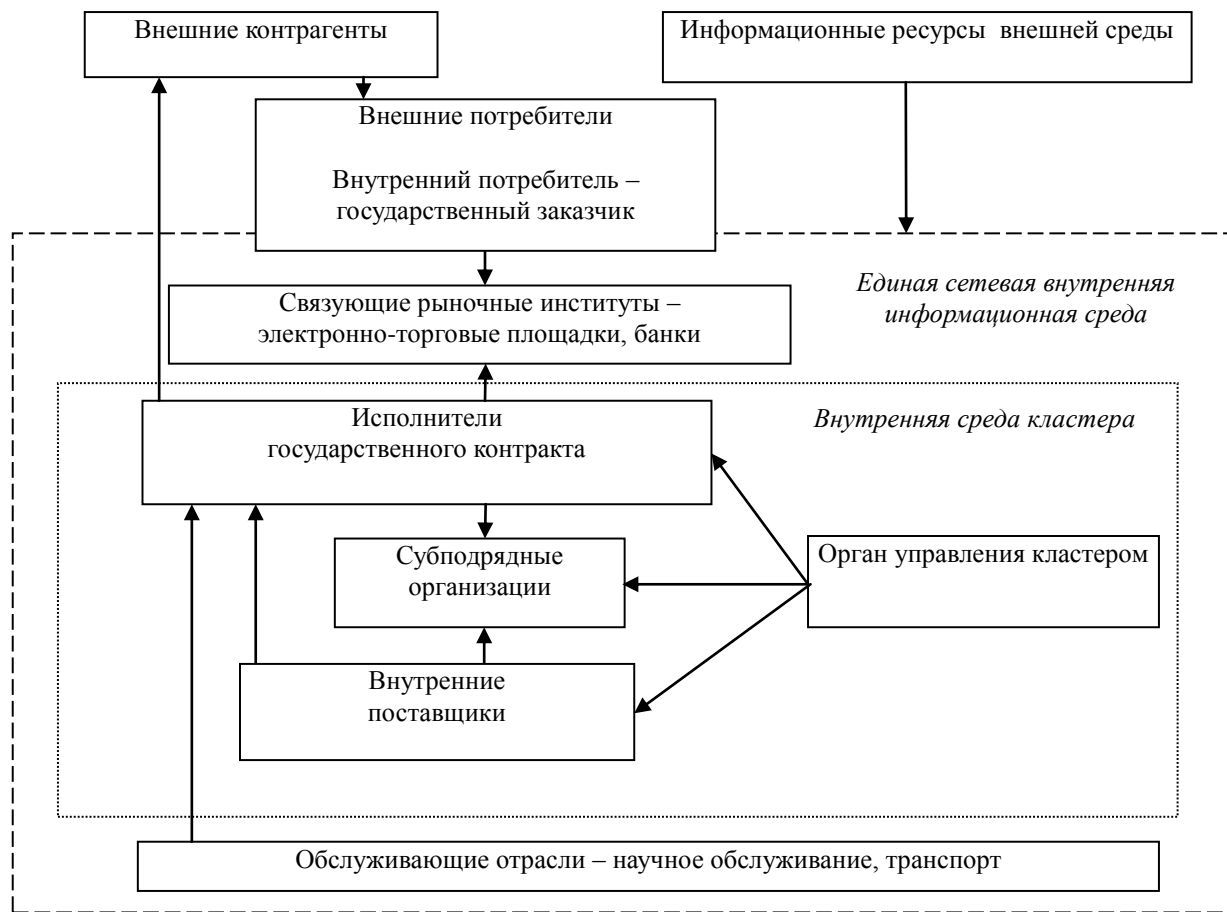 Внешние контрагенты
Информационные ресурсы внешней среды
Внешние потребители
Внутренний потребитель –
государственный заказчик
Единая сетевая внутренняя
информационная среда
Связующие рыночные институты –
электронно-торговые площадки, банки
Внутренняя среда кластера
Исполнители
государственного контракта
Субподрядные
организации
Орган управления кластером
Внутренние
поставщики
Обслуживающие отрасли – научное обслуживание, транспорт